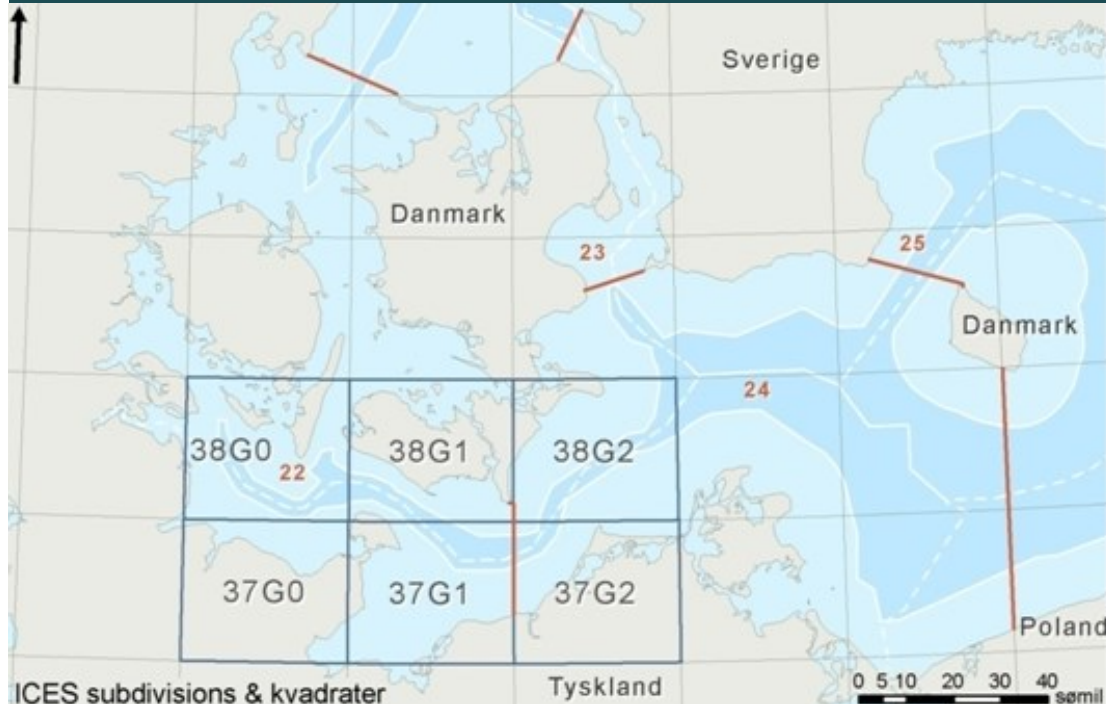 Sverige
Danmark
23
25
Danmark
24
38G0
38G1
38G2
22
37G0
37G1
37G2
Poland
Tyskland
ICES subdivisions & kvadrater
0 5 10 20 30 40
sømil